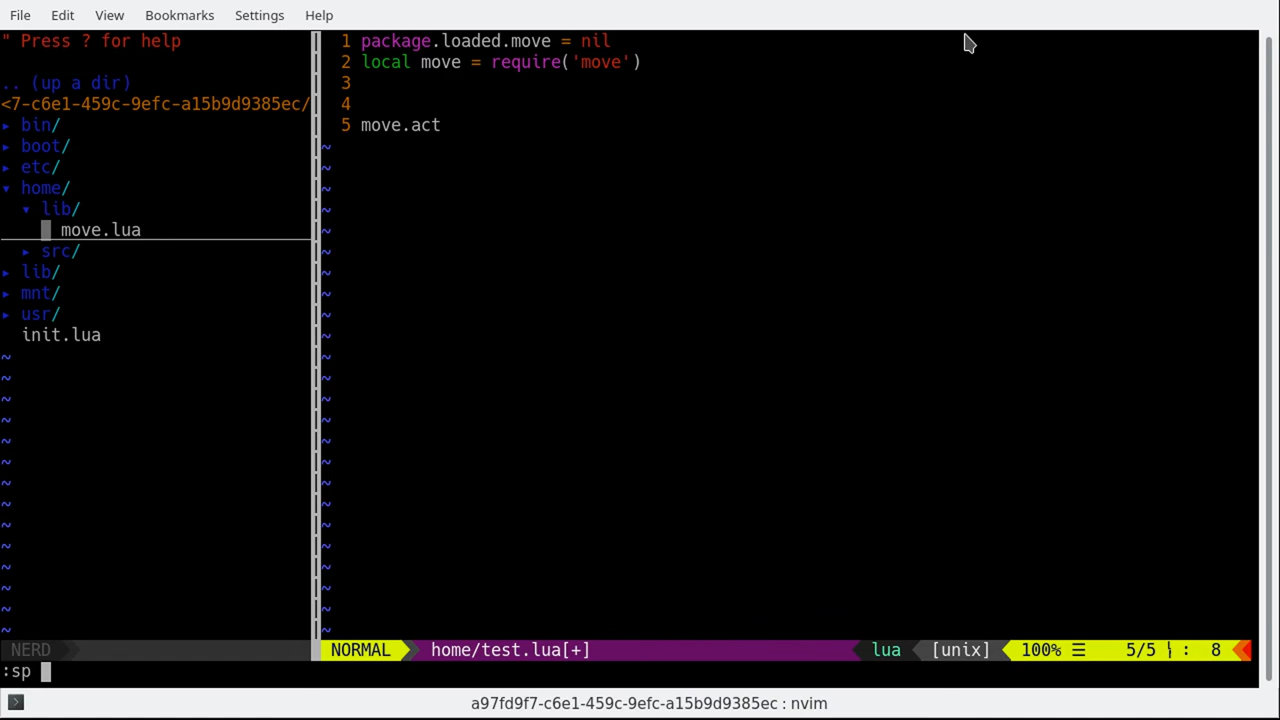 File Edit View Bookmarks Settings Help
" Press ? for help
.. (up a dir)
<7-c6e1-459c-9efc-a15b9d9385ec/
▸ bin/
▸ boot/
▸ etc/
▾ home/
▾ lib/
move.lua
▸ src/
▸ lib/
▸ mnt/
▸ usr/
init.lua
1 package.loaded.move = nil
2 local move = require('move')
3
4
5 move.act
NERD
NORMAL home/test.lua[+] lua [unix] 100% ☰ 5/5 : 8
:sp
a97fd9f7-c6e1-459c-9efc-a15b9d9385ec : nvim